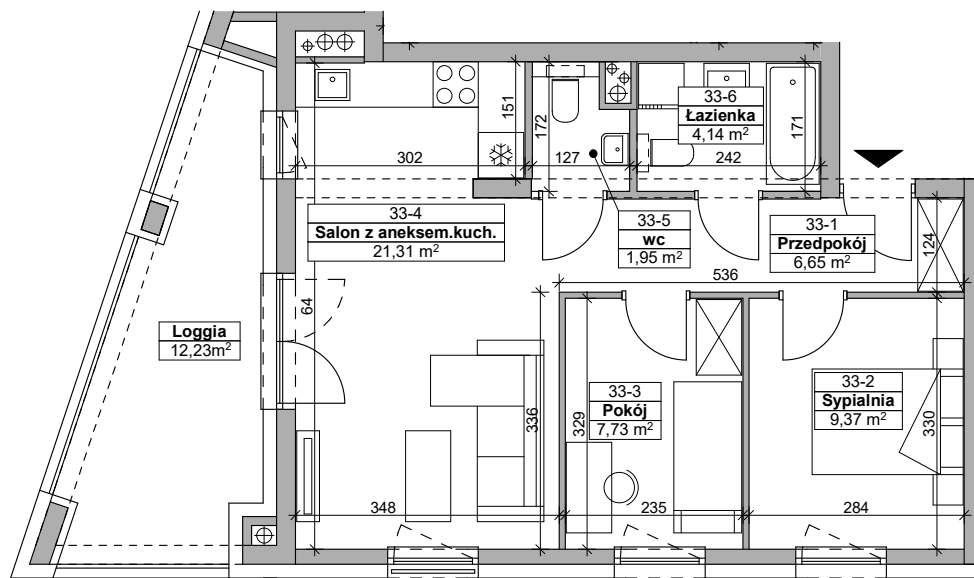 151
172
33-6
Łazienka
4,14 m²
171
302
127
242
33-4
Salon z aneksem.kuch.
21,31 m²
33-5
wc
1,95 m²
33-1
Przedpokój
6,65 m²
124
536
64
Loggia
12,23m²
336
329
33-3
Pokój
7,73 m²
33-2
Sypialnia
9,37 m²
330
348
235
284